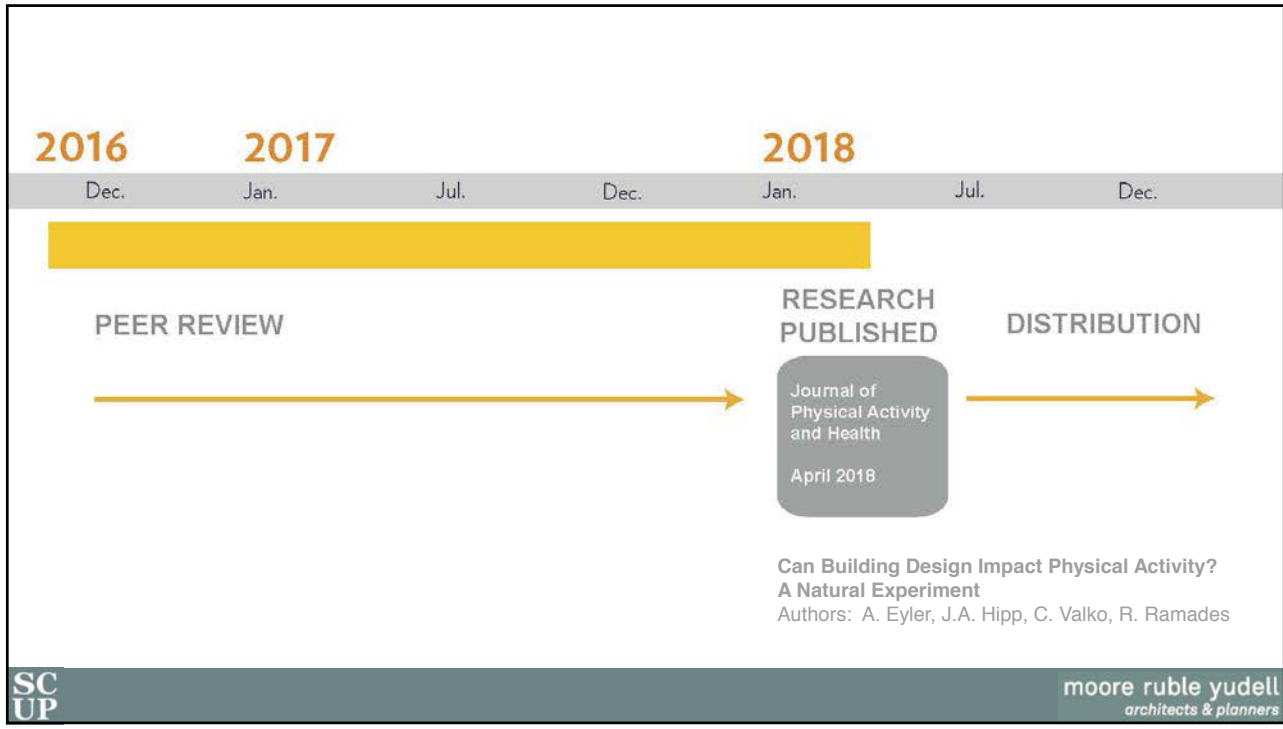 2016 2017 2018
Dec. Jan. Jul. Dec. Jan. Jul. Dec.
PEER REVIEW
RESEARCH
PUBLISHED
DISTRIBUTION
Journal of
Physical Activity
and Health
April 2018
Can Building Design Impact Physical Activity?
A Natural Experiment
Authors: A. Eyler, J.A. Hipp, C. Valko, R. Ramades
SC
UP
moore ruble yudell
architects & planners